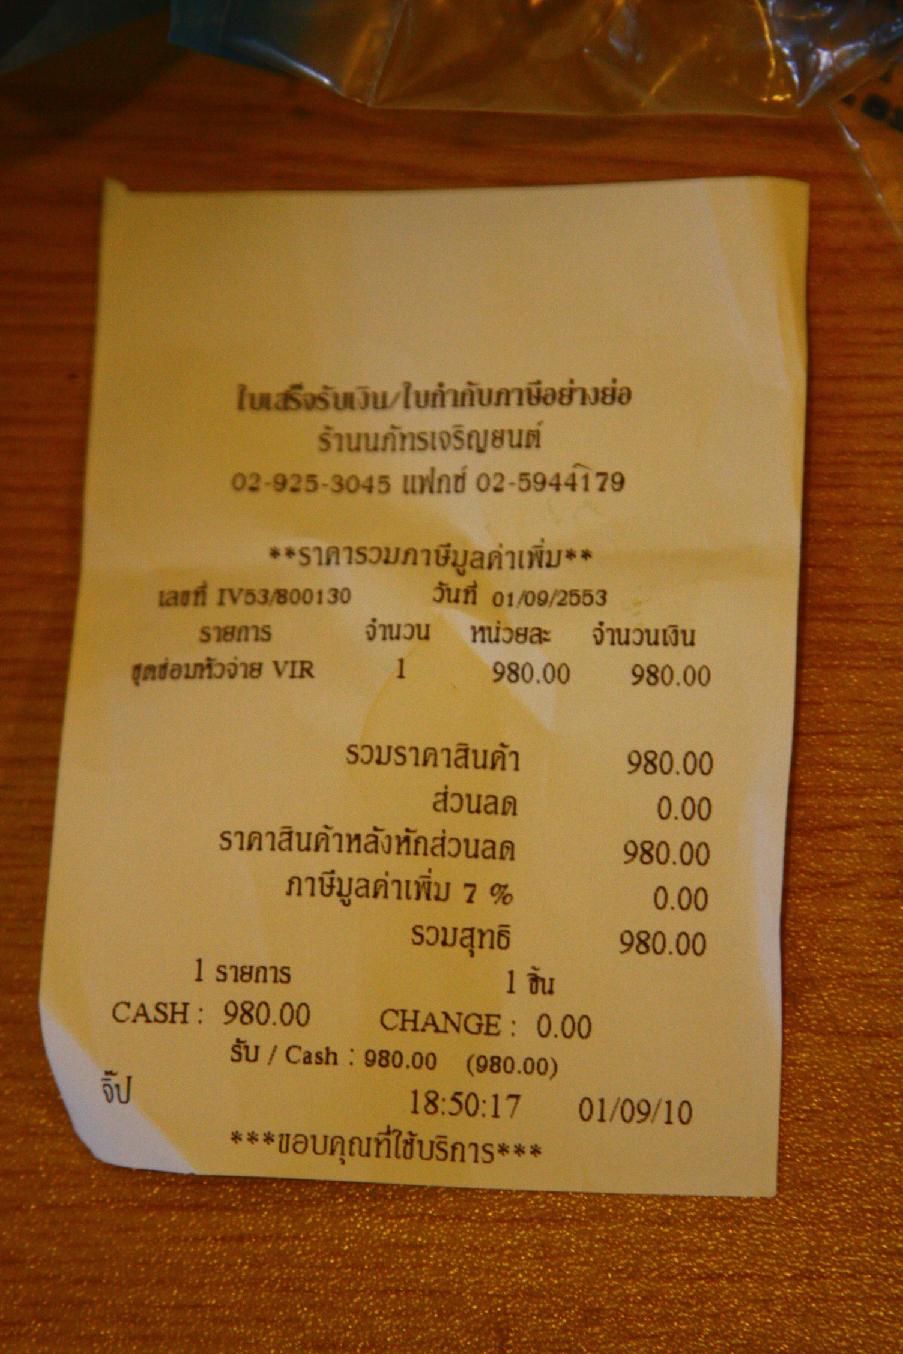 ใบเสร็จรับเงิน/ใบกำกับภาษีอย่างย่อ
ร้านนภัทรเจริญยนต์
02-925-3045 แฟกซ์ 02-5944179
**ราคารวมภาษีมูลค่าเพิ่ม**
เลขที่ IV53/800130 วันที่ 01/09/2553
รายการ จำนวน หน่วยละ จำนวนเงิน
ชุดซ่อมหัวจ่าย VIR 1 980.00 980.00
รวมราคาสินค้า 980.00
ส่วนลด 0.00
ราคาสินค้าหลังหักส่วนลด 980.00
ภาษีมูลค่าเพิ่ม 7 % 0.00
รวมสุทธิ 980.00
1 รายการ 1 ชิ้น
CASH : 980.00 CHANGE : 0.00
รับ / Cash : 980.00 (980.00)
จิ๊ป 18:50:17 01/09/10
***ขอบคุณที่ใช้บริการ***